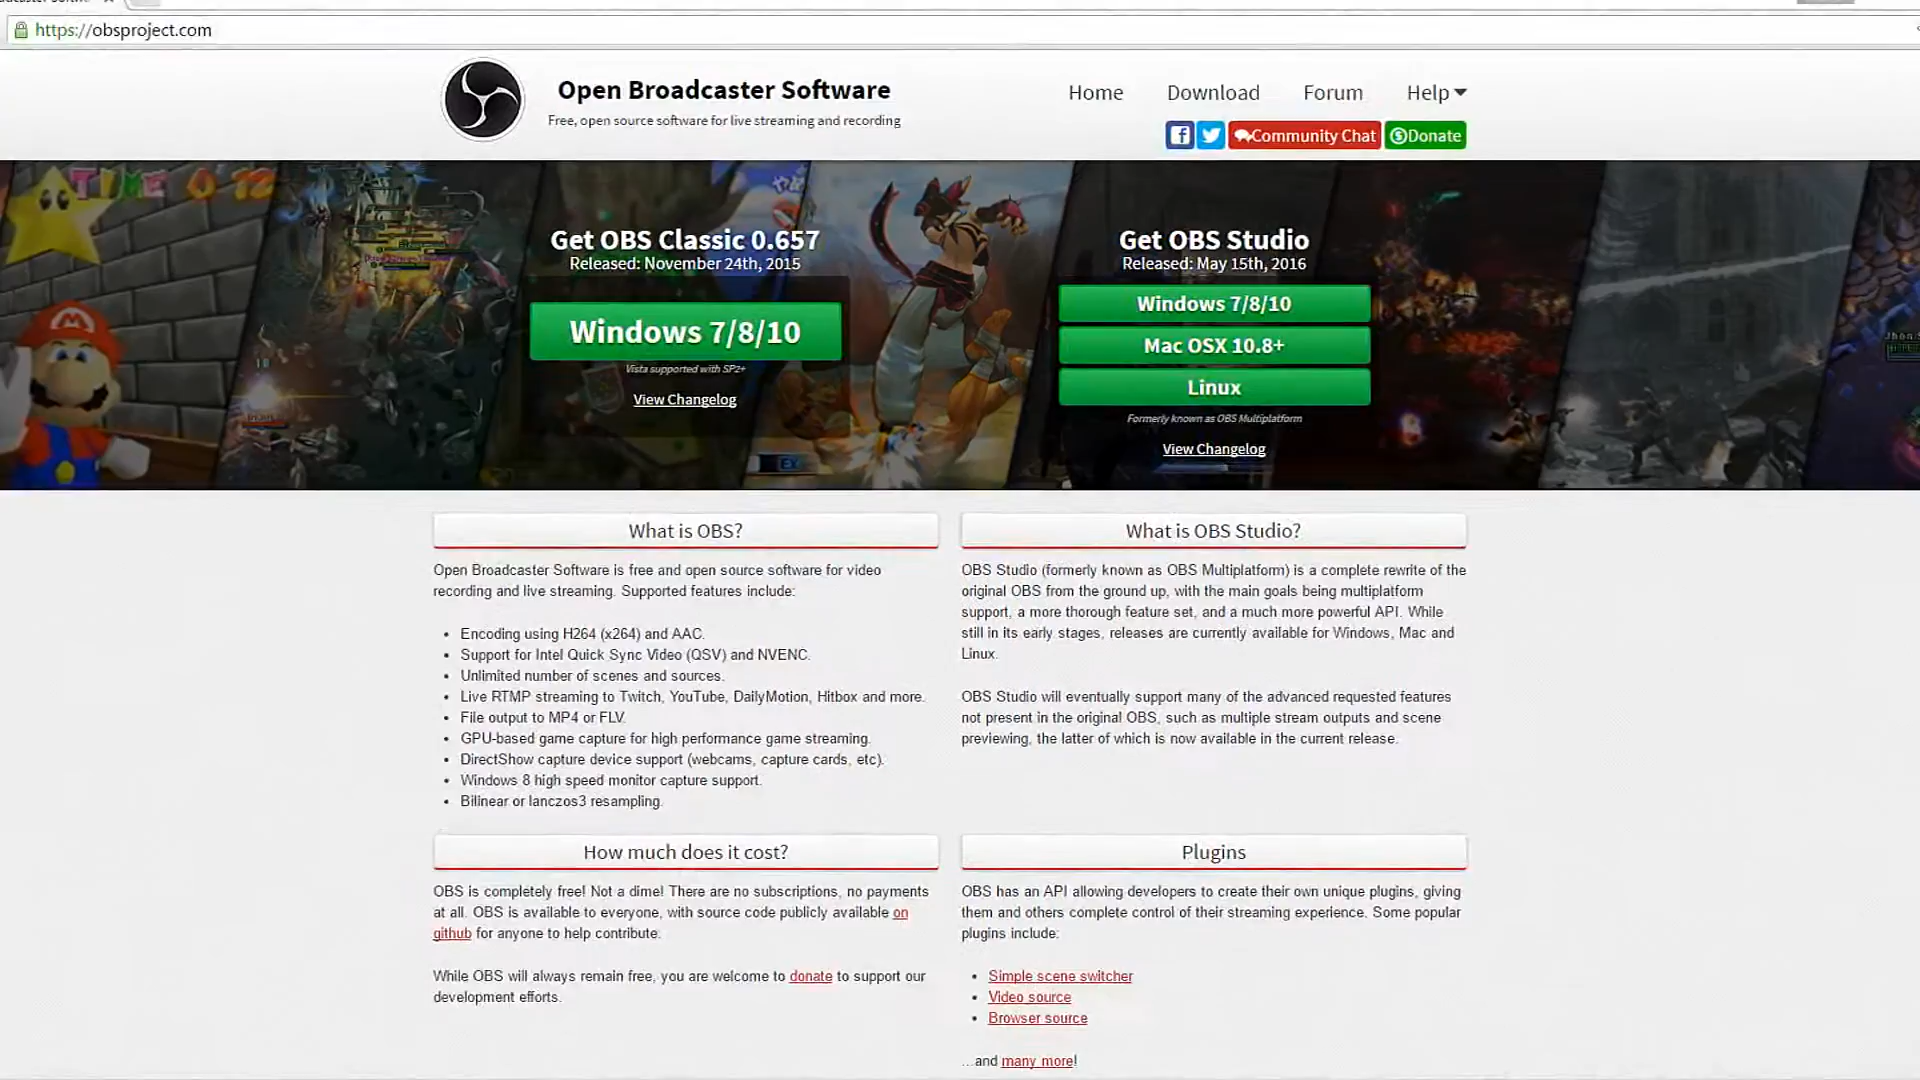 https://obsproject.com
Open Broadcaster Software
Free, open source software for live streaming and recording
Home
Download
Forum
Help
Community Chat
Donate
TIME 0'12
Get OBS Classic 0.657
Released: November 24th, 2015
Windows 7/8/10
Vista supported with SP2+
View Changelog
Get OBS Studio
Released: May 15th, 2016
Windows 7/8/10
Mac OSX 10.8+
Linux
Formerly known as OBS Multiplatform
View Changelog
EX
What is OBS?
Open Broadcaster Software is free and open source software for video
recording and live streaming. Supported features include:
• Encoding using H264 (x264) and AAC.
• Support for Intel Quick Sync Video (QSV) and NVENC.
• Unlimited number of scenes and sources.
• Live RTMP streaming to Twitch, YouTube, DailyMotion, Hitbox and more.
• File output to MP4 or FLV.
• GPU-based game capture for high performance game streaming.
• DirectShow capture device support (webcams, capture cards, etc).
• Windows 8 high speed monitor capture support.
• Bilinear or lanczos3 resampling.
What is OBS Studio?
OBS Studio (formerly known as OBS Multiplatform) is a complete rewrite of the
original OBS from the ground up, with the main goals being multiplatform
support, a more thorough feature set, and a much more powerful API. While
still in its early stages, releases are currently available for Windows, Mac and
Linux.
OBS Studio will eventually support many of the advanced requested features
not present in the original OBS, such as multiple stream outputs and scene
previewing, the latter of which is now available in the current release.
How much does it cost?
OBS is completely free! Not a dime! There are no subscriptions, no payments
at all. OBS is available to everyone, with source code publicly available on
github for anyone to help contribute.
While OBS will always remain free, you are welcome to donate to support our
development efforts.
Plugins
OBS has an API allowing developers to create their own unique plugins, giving
them and others complete control of their streaming experience. Some popular
plugins include:
• Simple scene switcher
• Video source
• Browser source
...and many more!